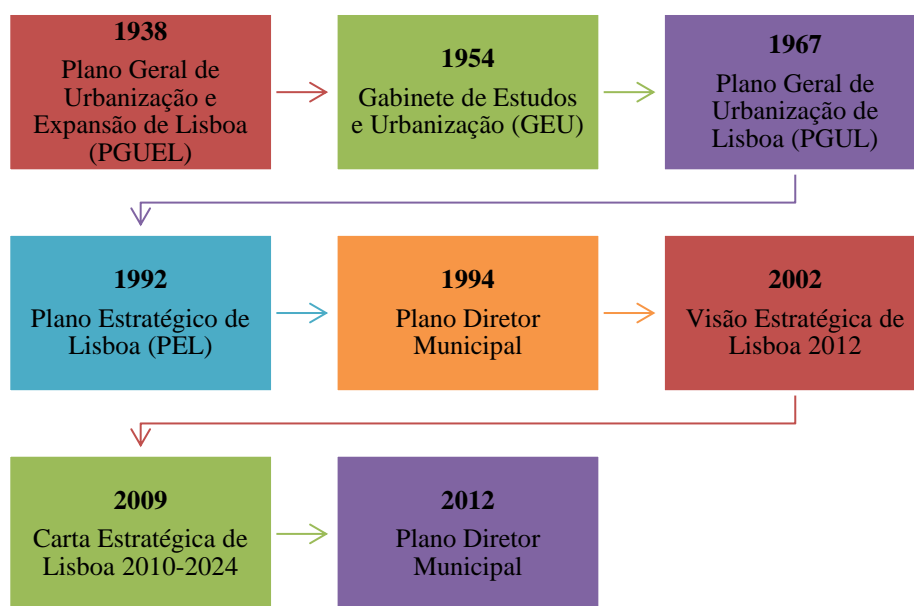 1938
Plano Geral de
Urbanização e
Expansão de Lisboa
(PGUEL)
1954
Gabinete de Estudos
e Urbanização (GEU)
1967
Plano Geral de
Urbanização de
Lisboa (PGUL)
1992
Plano Estratégico de
Lisboa (PEL)
1994
Plano Diretor
Municipal
2002
Visão Estratégica de
Lisboa 2012
2009
Carta Estratégica de
Lisboa 2010-2024
2012
Plano Diretor
Municipal